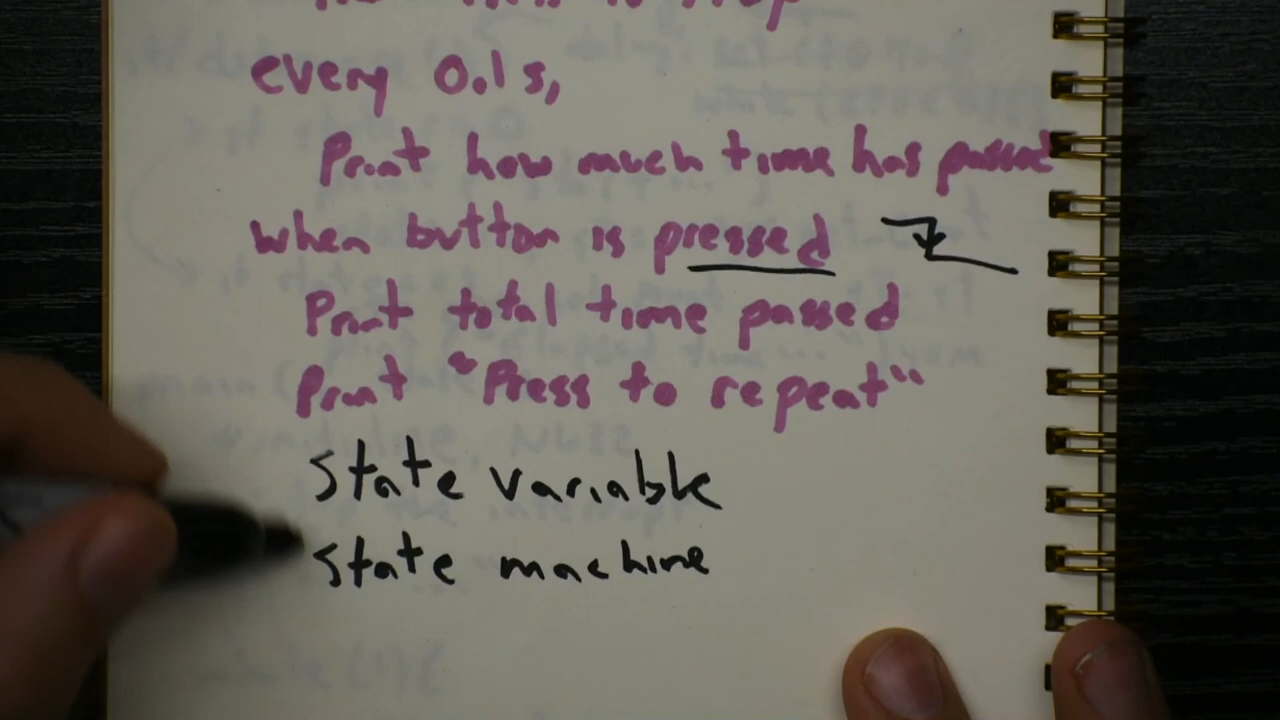 every 0.1s,
Print how much time has passed
when button is pressed
Print total time passed
Print "Press to repeat"
State variable
State machine